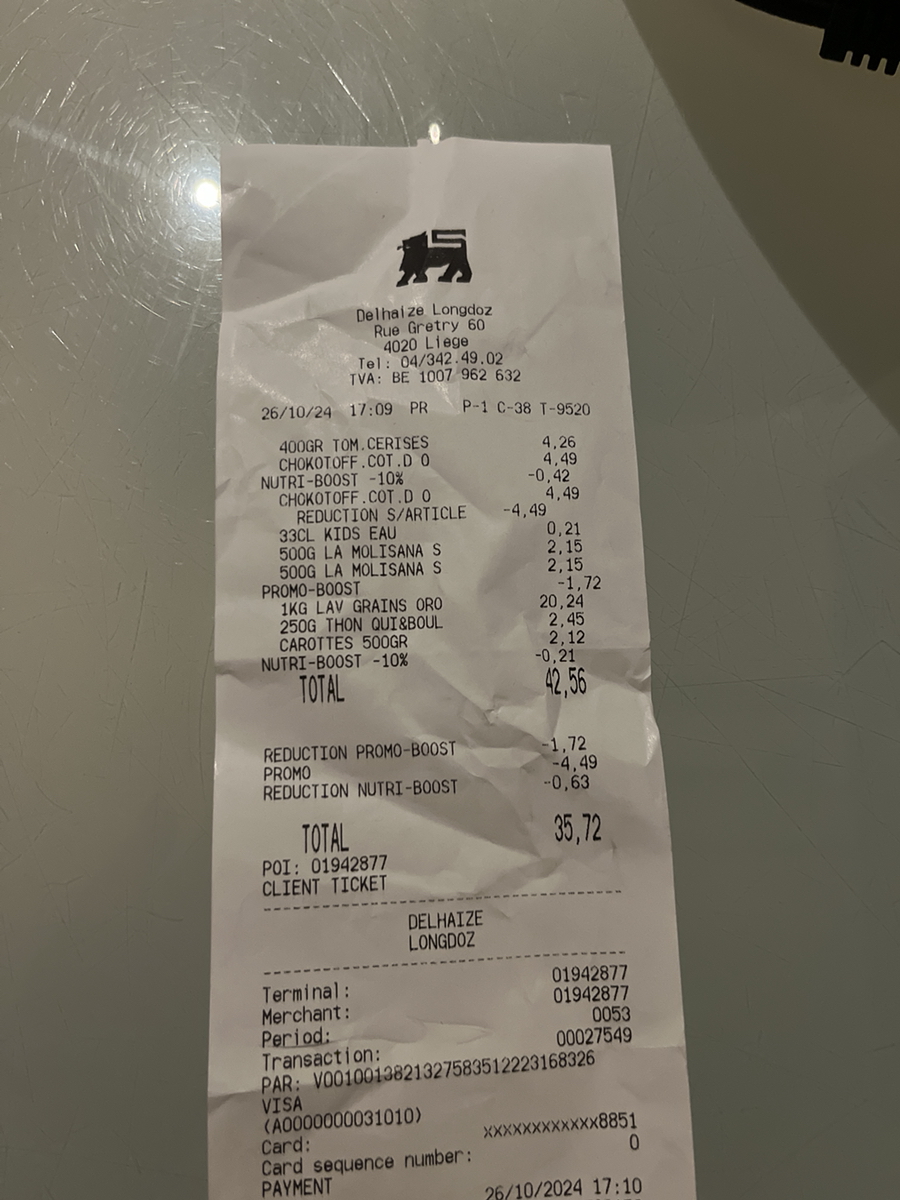 Delhaize Longdoz
Rue Gretry 60
4020 Liege
Tel: 04/342.49.02
TVA: BE 1007 962 632
26/10/24 17:09 PR P-1 C-38 T-9520
400GR TOM.CERISES 4,26
CHOKOTOFF.COT.D O 4,49
NUTRI-BOOST -10% -0,42
CHOKOTOFF.COT.D O 4,49
REDUCTION S/ARTICLE -4,49
33CL KIDS EAU 0,21
500G LA MOLISANA S 2,15
500G LA MOLISANA S 2,15
PROMO-BOOST -1,72
1KG LAV GRAINS ORO 20,24
250G THON QUI&BOUL 2,45
CAROTTES 500GR 2,12
NUTRI-BOOST -10% -0,21
TOTAL 42,56
REDUCTION PROMO-BOOST -1,72
PROMO -4,49
REDUCTION NUTRI-BOOST -0,63
TOTAL 35,72
POI: 01942877
CLIENT TICKET
DELHAIZE
LONGDOZ
Terminal: 01942877
Merchant: 01942877
Period: 0053
Transaction: 00027549
PAR: V0010013821327583512223168326
VISA
(A0000000031010)
Card: xxxxxxxxxxxx8851
Card sequence number: 0
PAYMENT 26/10/2024 17:10